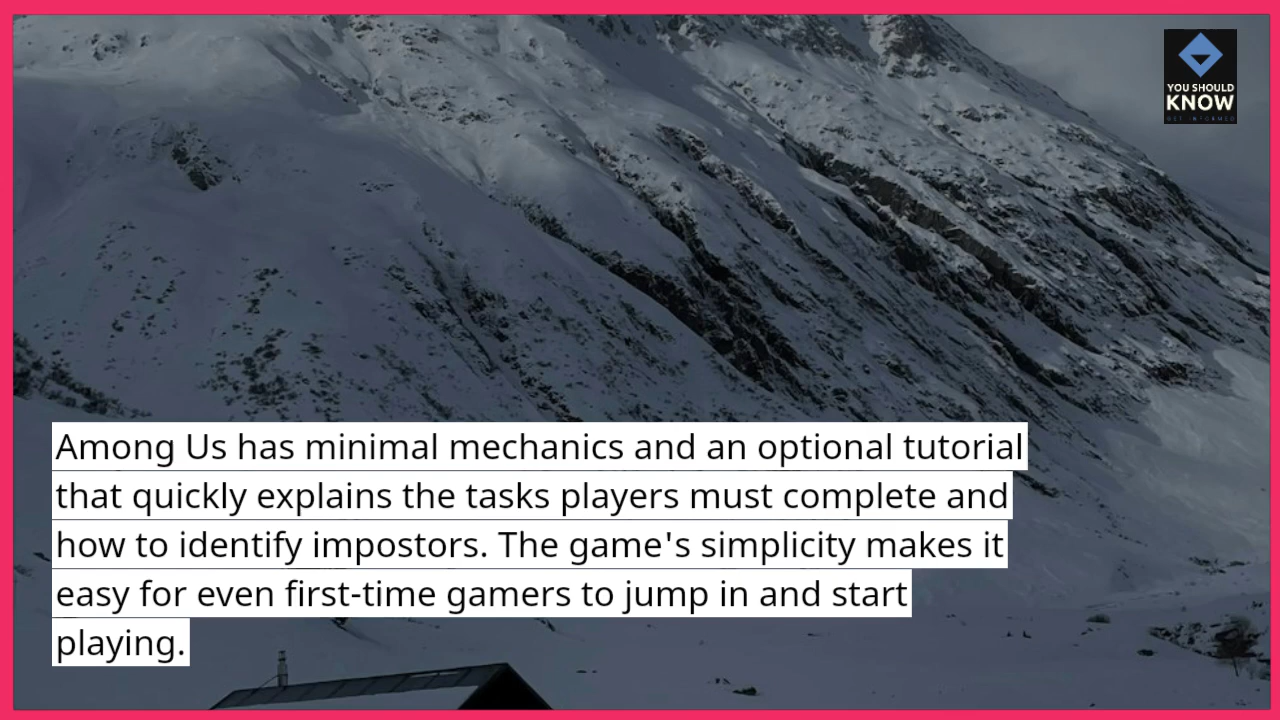 YOU SHOULD
KNOW
GET INFORMED
Among Us has minimal mechanics and an optional tutorial
that quickly explains the tasks players must complete and
how to identify impostors. The game's simplicity makes it
easy for even first-time gamers to jump in and start
playing.